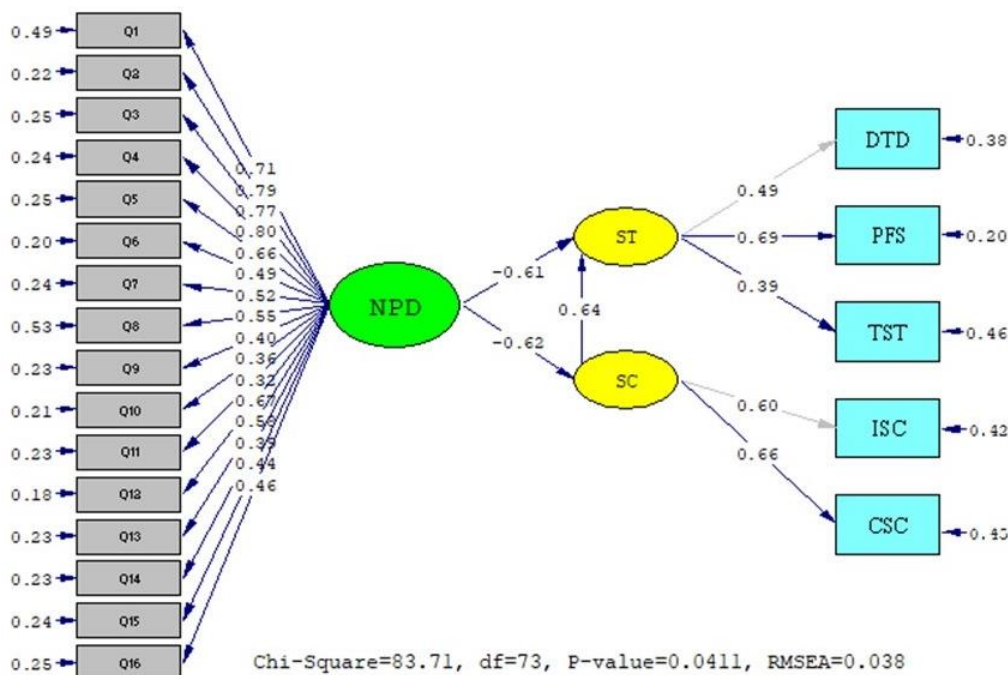 0.49 Q1
0.22 Q2
0.25 Q3
0.24 Q4
0.25 Q5
0.20 Q6
0.24 Q7
0.53 Q8
0.23 Q9
0.21 Q10
0.23 Q11
0.18 Q12
0.23 Q13
0.23 Q14
0.24 Q15
0.25 Q16
0.71
0.79
0.77
0.80
0.66
0.49
0.52
0.55
0.40
0.36
0.32
0.67
0.39
0.44
0.46
NPD
-0.61
-0.62
ST
0.64
SC
0.49
0.69
0.39
0.60
0.66
DTD 0.38
PFS 0.20
TST 0.46
ISC 0.42
CSC 0.45
Chi-Square=83.71, df=73, P-value=0.0411, RMSEA=0.038